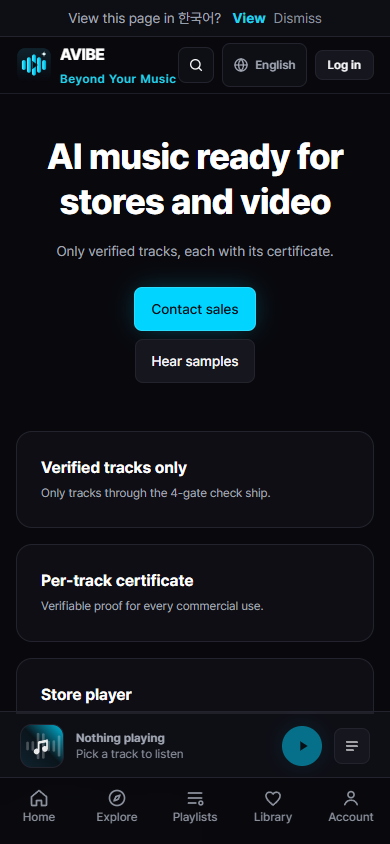 View this page in 한국어? View Dismiss
AVIBE
Beyond Your Music
English
Log in
AI music ready for
stores and video
Only verified tracks, each with its certificate.
Contact sales
Hear samples
Verified tracks only
Only tracks through the 4-gate check ship.
Per-track certificate
Verifiable proof for every commercial use.
Store player
Nothing playing
Pick a track to listen
Home Explore Playlists Library Account